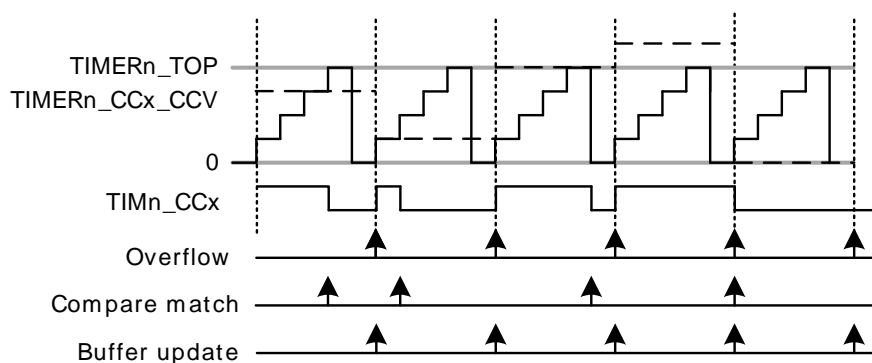 TIMERn_TOP
TIMERn_CCx_CCV
0
TIMn_CCx
Overflow
Compare match
Buffer update